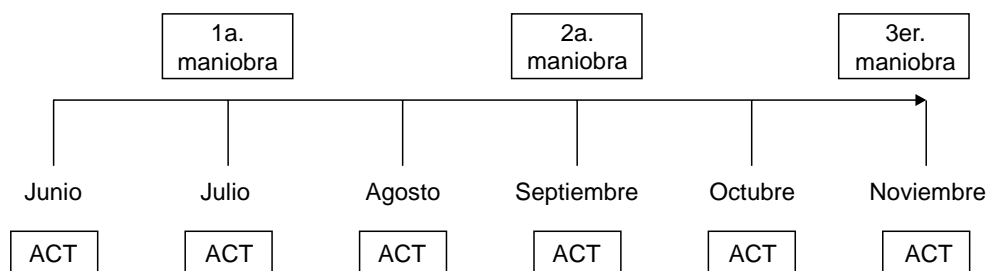 1a.
maniobra
2a.
maniobra
3er.
maniobra
Junio
Julio
Agosto
Septiembre
Octubre
Noviembre
ACT
ACT
ACT
ACT
ACT
ACT